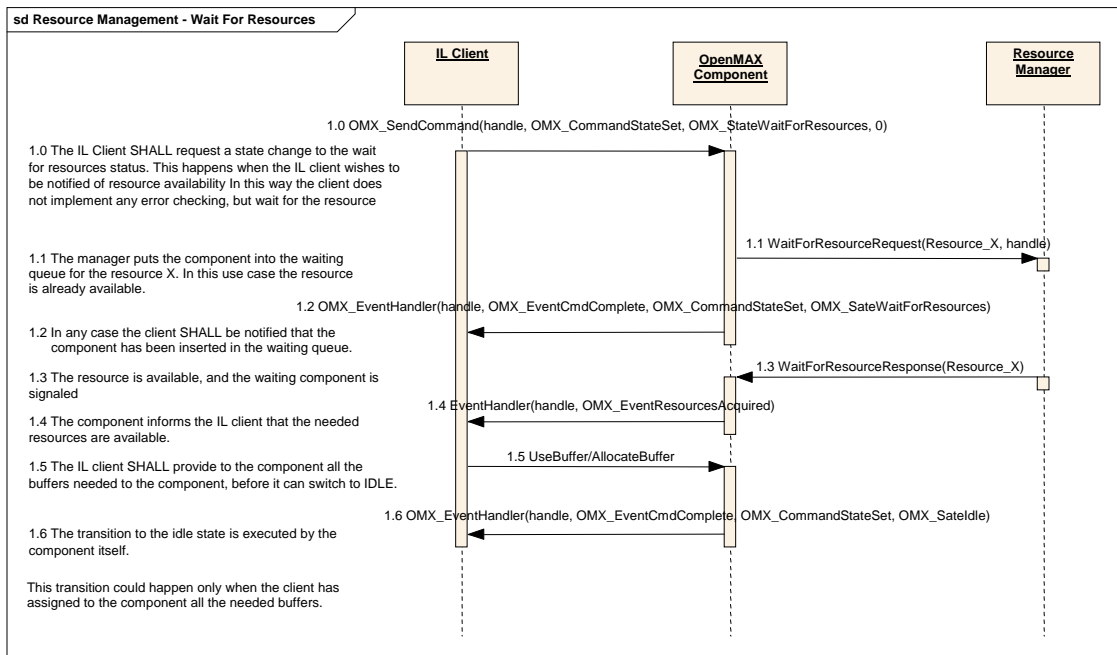 sd Resource Management - Wait For Resources
IL Client
OpenMAX
Component
Resource
Manager
1.0 OMX_SendCommand(handle, OMX_CommandStateSet, OMX_StateWaitForResources, 0)
1.0 The IL Client SHALL request a state change to the wait
for resources status. This happens when the IL client wishes to
be notified of resource availability In this way the client does
not implement any error checking, but wait for the resource
1.1 WaitForResourceRequest(Resource_X, handle)
1.1 The manager puts the component into the waiting
queue for the resource X. In this use case the resource
is already available.
1.2 OMX_EventHandler(handle, OMX_EventCmdComplete, OMX_CommandStateSet, OMX_SateWaitForResources)
1.2 In any case the client SHALL be notified that the
component has been inserted in the waiting queue.
1.3 WaitForResourceResponse(Resource_X)
1.3 The resource is available, and the waiting component is
signaled
1.4 EventHandler(handle, OMX_EventResourcesAcquired)
1.4 The component informs the IL client that the needed
resources are available.
1.5 UseBuffer/AllocateBuffer
1.5 The IL client SHALL provide to the component all the
buffers needed to the component, before it can switch to IDLE.
1.6 OMX_EventHandler(handle, OMX_EventCmdComplete, OMX_CommandStateSet, OMX_SateIdle)
1.6 The transition to the idle state is executed by the
component itself.
This transition could happen only when the client has
assigned to the component all the needed buffers.